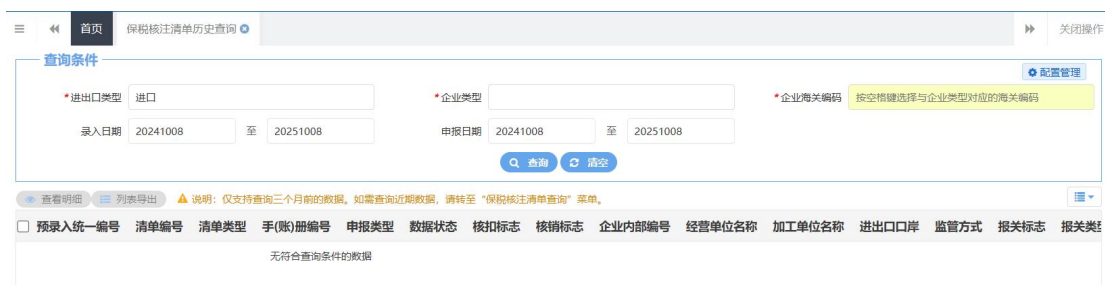 首页 保税核注清单历史查询 关闭操作
查询条件
配置管理
*进出口类型 进口 *企业类型 *企业海关编码 按空格键选择与企业类型对应的海关编码
录入日期 20241008 至 20251008 申报日期 20241008 至 20251008
查询 清空
查看明细 列表导出 说明：仅支持查询三个月前的数据。如需查询近期数据，请转至“保税核注清单查询”菜单。
预录入统一编号 清单编号 清单类型 手(账)册编号 申报类型 数据状态 核扣标志 核销标志 企业内部编号 经营单位名称 加工单位名称 进出口口岸 监管方式 报关标志 报关类型
无符合查询条件的数据